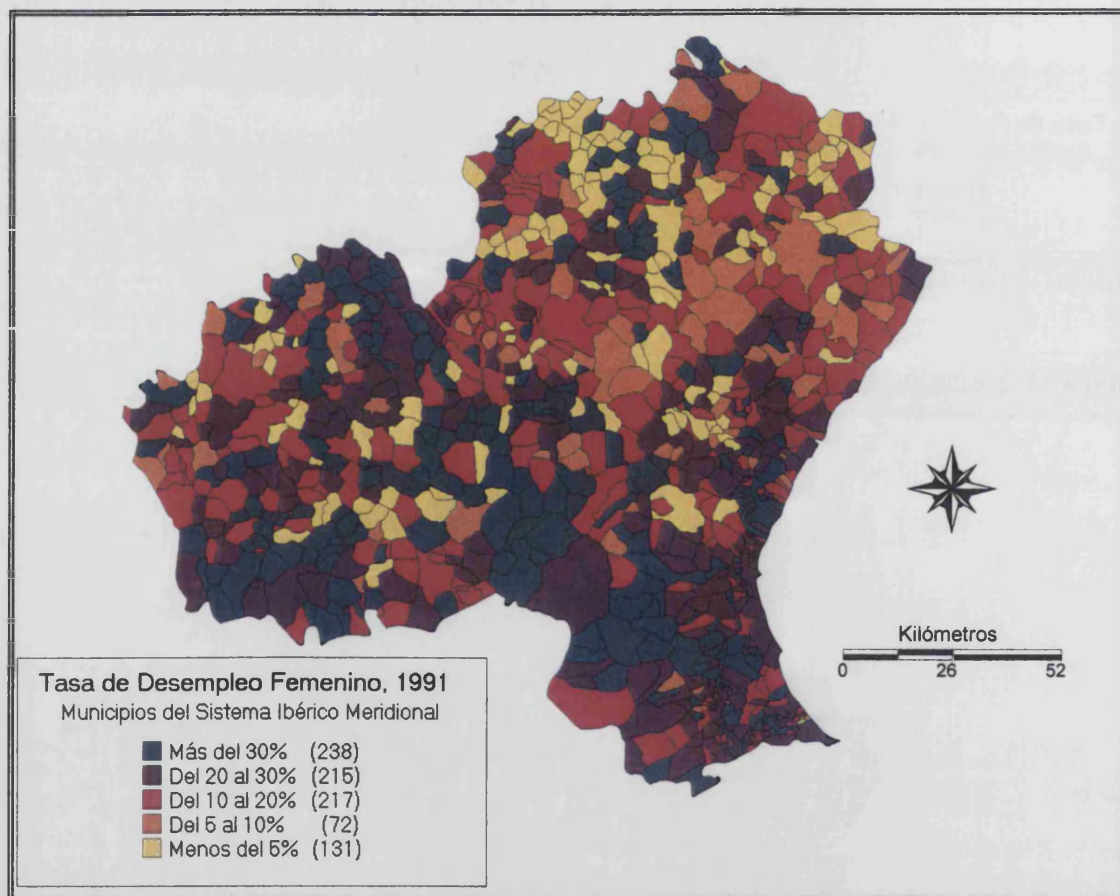 Kilómetros
0 26 52
Tasa de Desempleo Femenino, 1991
Municipios del Sistema Ibérico Meridional
Más del 30% (238)
Del 20 al 30% (215)
Del 10 al 20% (217)
Del 5 al 10% (72)
Menos del 5% (131)